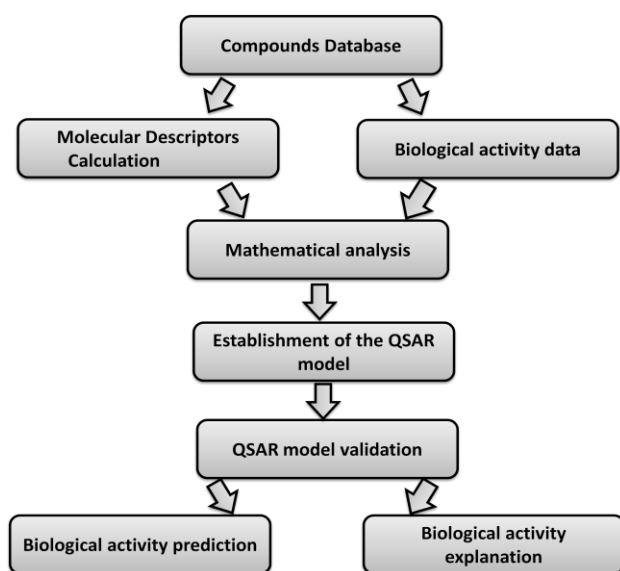 Compounds Database
Molecular Descriptors
Calculation
Biological activity data
Mathematical analysis
Establishment of the QSAR
model
QSAR model validation
Biological activity prediction
Biological activity
explanation